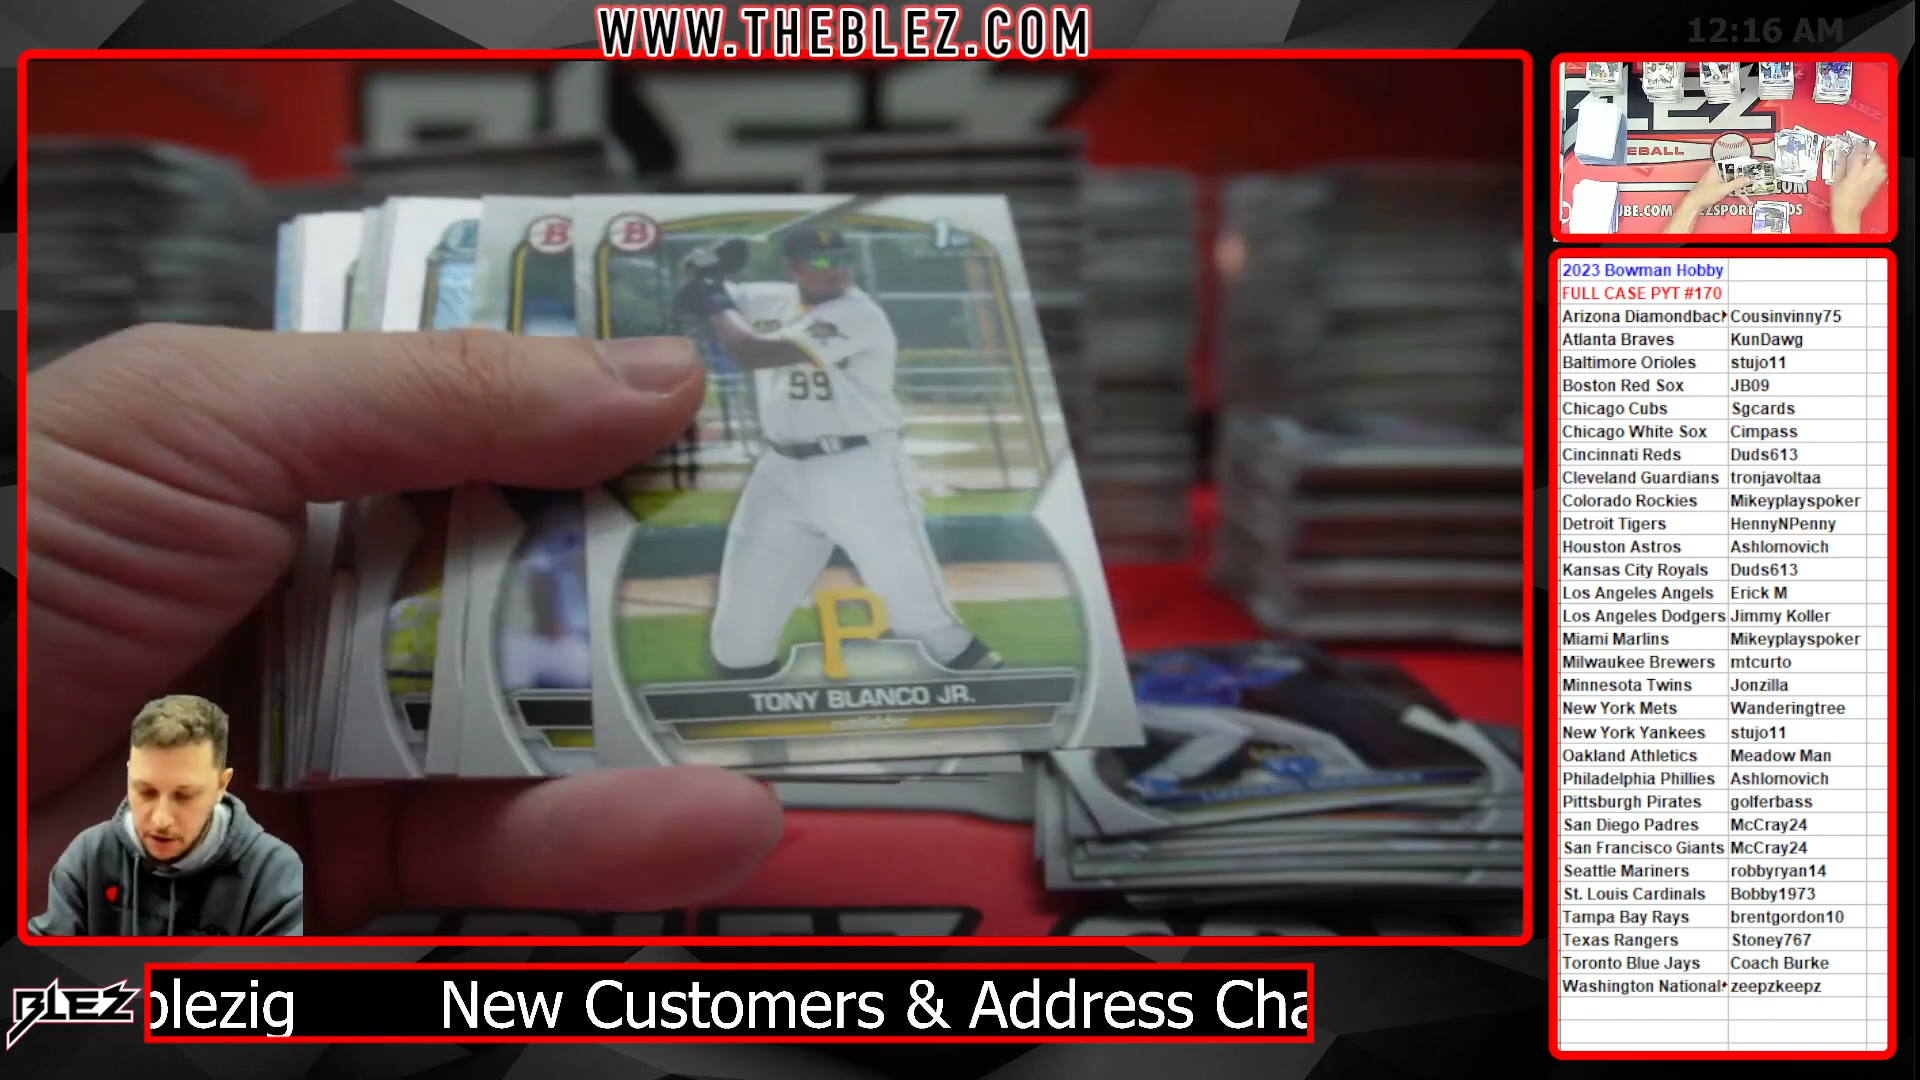 WWW.THEBLEZ.COM
12:16 AM
EBALL
.COM
UBE.COM
99
P
TONY BLANCO JR.
outfielder
2023 Bowman Hobby
FULL CASE PYT #170
Arizona Diamondbac Cousinvinny75
Atlanta Braves KunDawg
Baltimore Orioles stujo11
Boston Red Sox JB09
Chicago Cubs Sgcards
Chicago White Sox Cimpass
Cincinnati Reds Duds613
Cleveland Guardians tronjavoltaa
Colorado Rockies Mikeyplayspoker
Detroit Tigers HennyNPenny
Houston Astros Ashlomovich
Kansas City Royals Duds613
Los Angeles Angels Erick M
Los Angeles Dodgers Jimmy Koller
Miami Marlins Mikeyplayspoker
Milwaukee Brewers mtcurto
Minnesota Twins Jonzilla
New York Mets Wanderingtree
New York Yankees stujo11
Oakland Athletics Meadow Man
Philadelphia Phillies Ashlomovich
Pittsburgh Pirates golferbass
San Diego Padres McCray24
San Francisco Giants McCray24
Seattle Mariners robbyryan14
St. Louis Cardinals Bobby1973
Tampa Bay Rays brentgordon10
Texas Rangers Stoney767
Toronto Blue Jays Coach Burke
Washington National zeepzkeepz
BLEZ
blezig New Customers & Address Cha